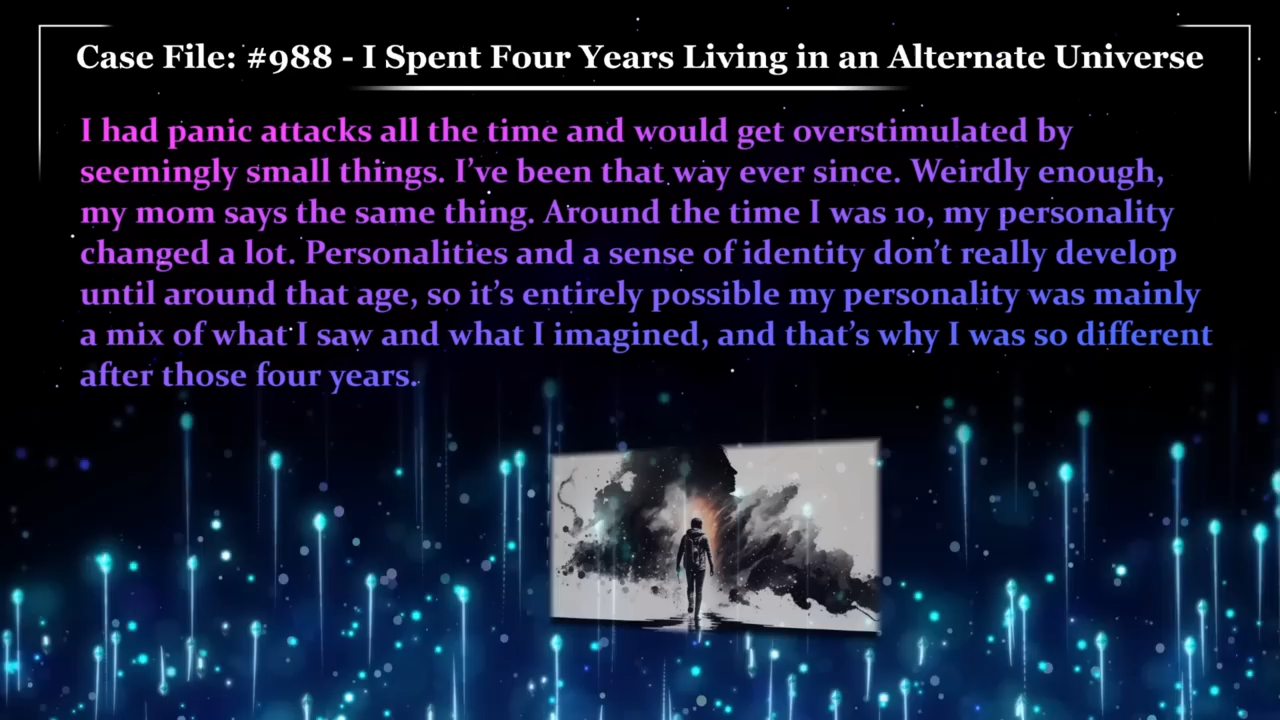 Case File: #988 - I Spent Four Years Living in an Alternate Universe
I had panic attacks all the time and would get overstimulated by
seemingly small things. I’ve been that way ever since. Weirdly enough,
my mom says the same thing. Around the time I was 10, my personality
changed a lot. Personalities and a sense of identity don’t really develop
until around that age, so it’s entirely possible my personality was mainly
a mix of what I saw and what I imagined, and that’s why I was so different
after those four years.